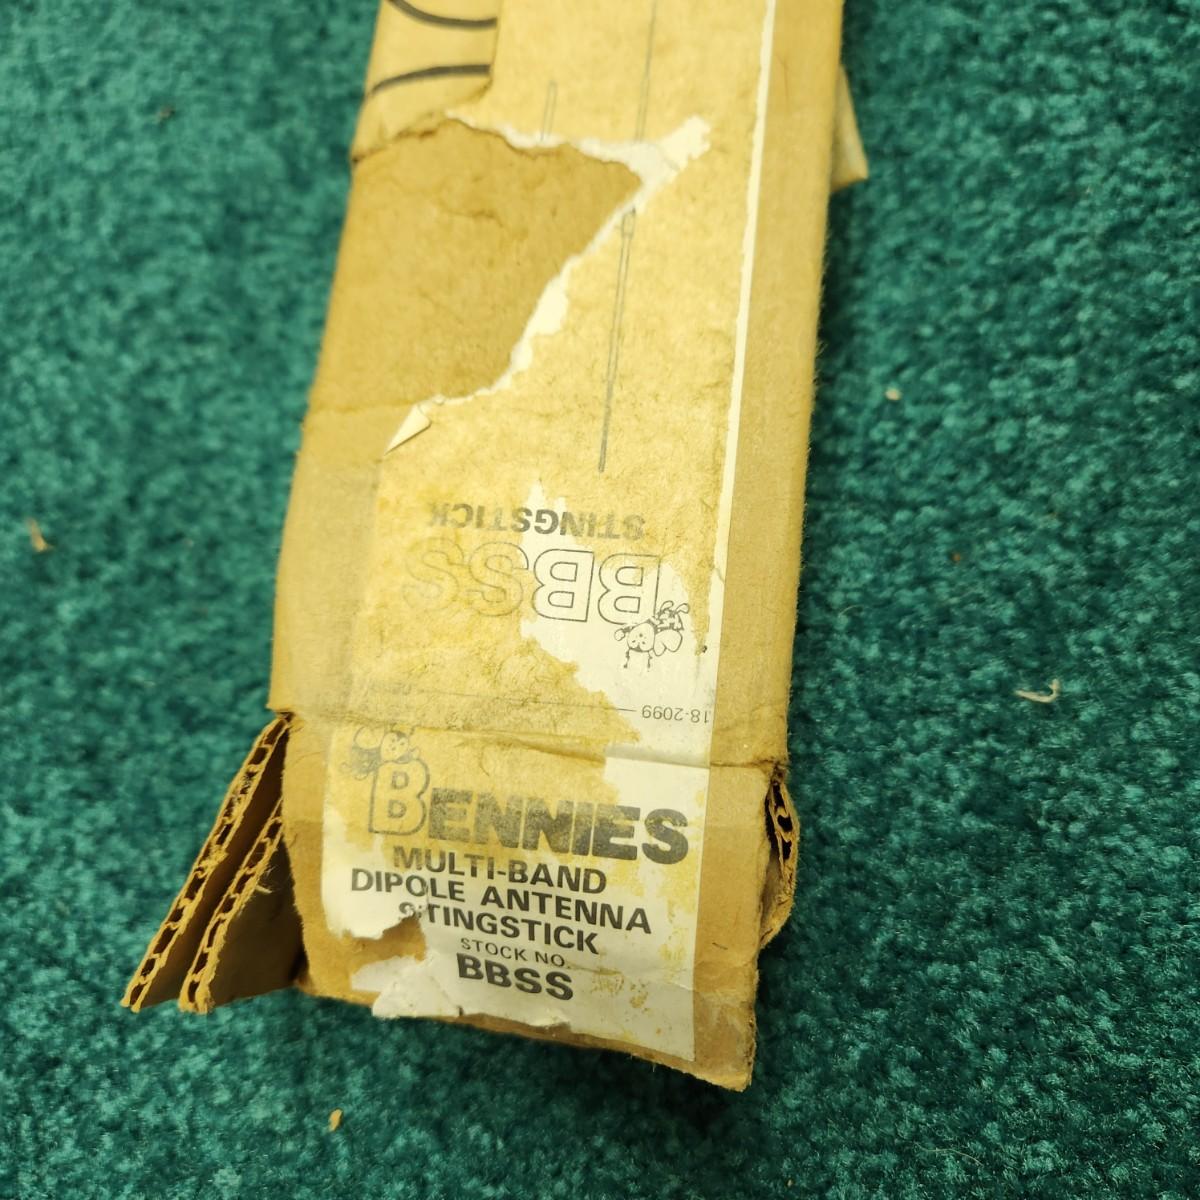 STINGSTICK
BBSS
18-2099
BENNIES
MULTI-BAND
DIPOLE ANTENNA
STINGSTICK
STOCK NO.
BBSS